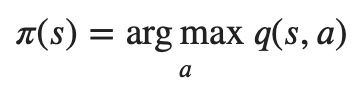 π(s) = arg max q(s, a)
a